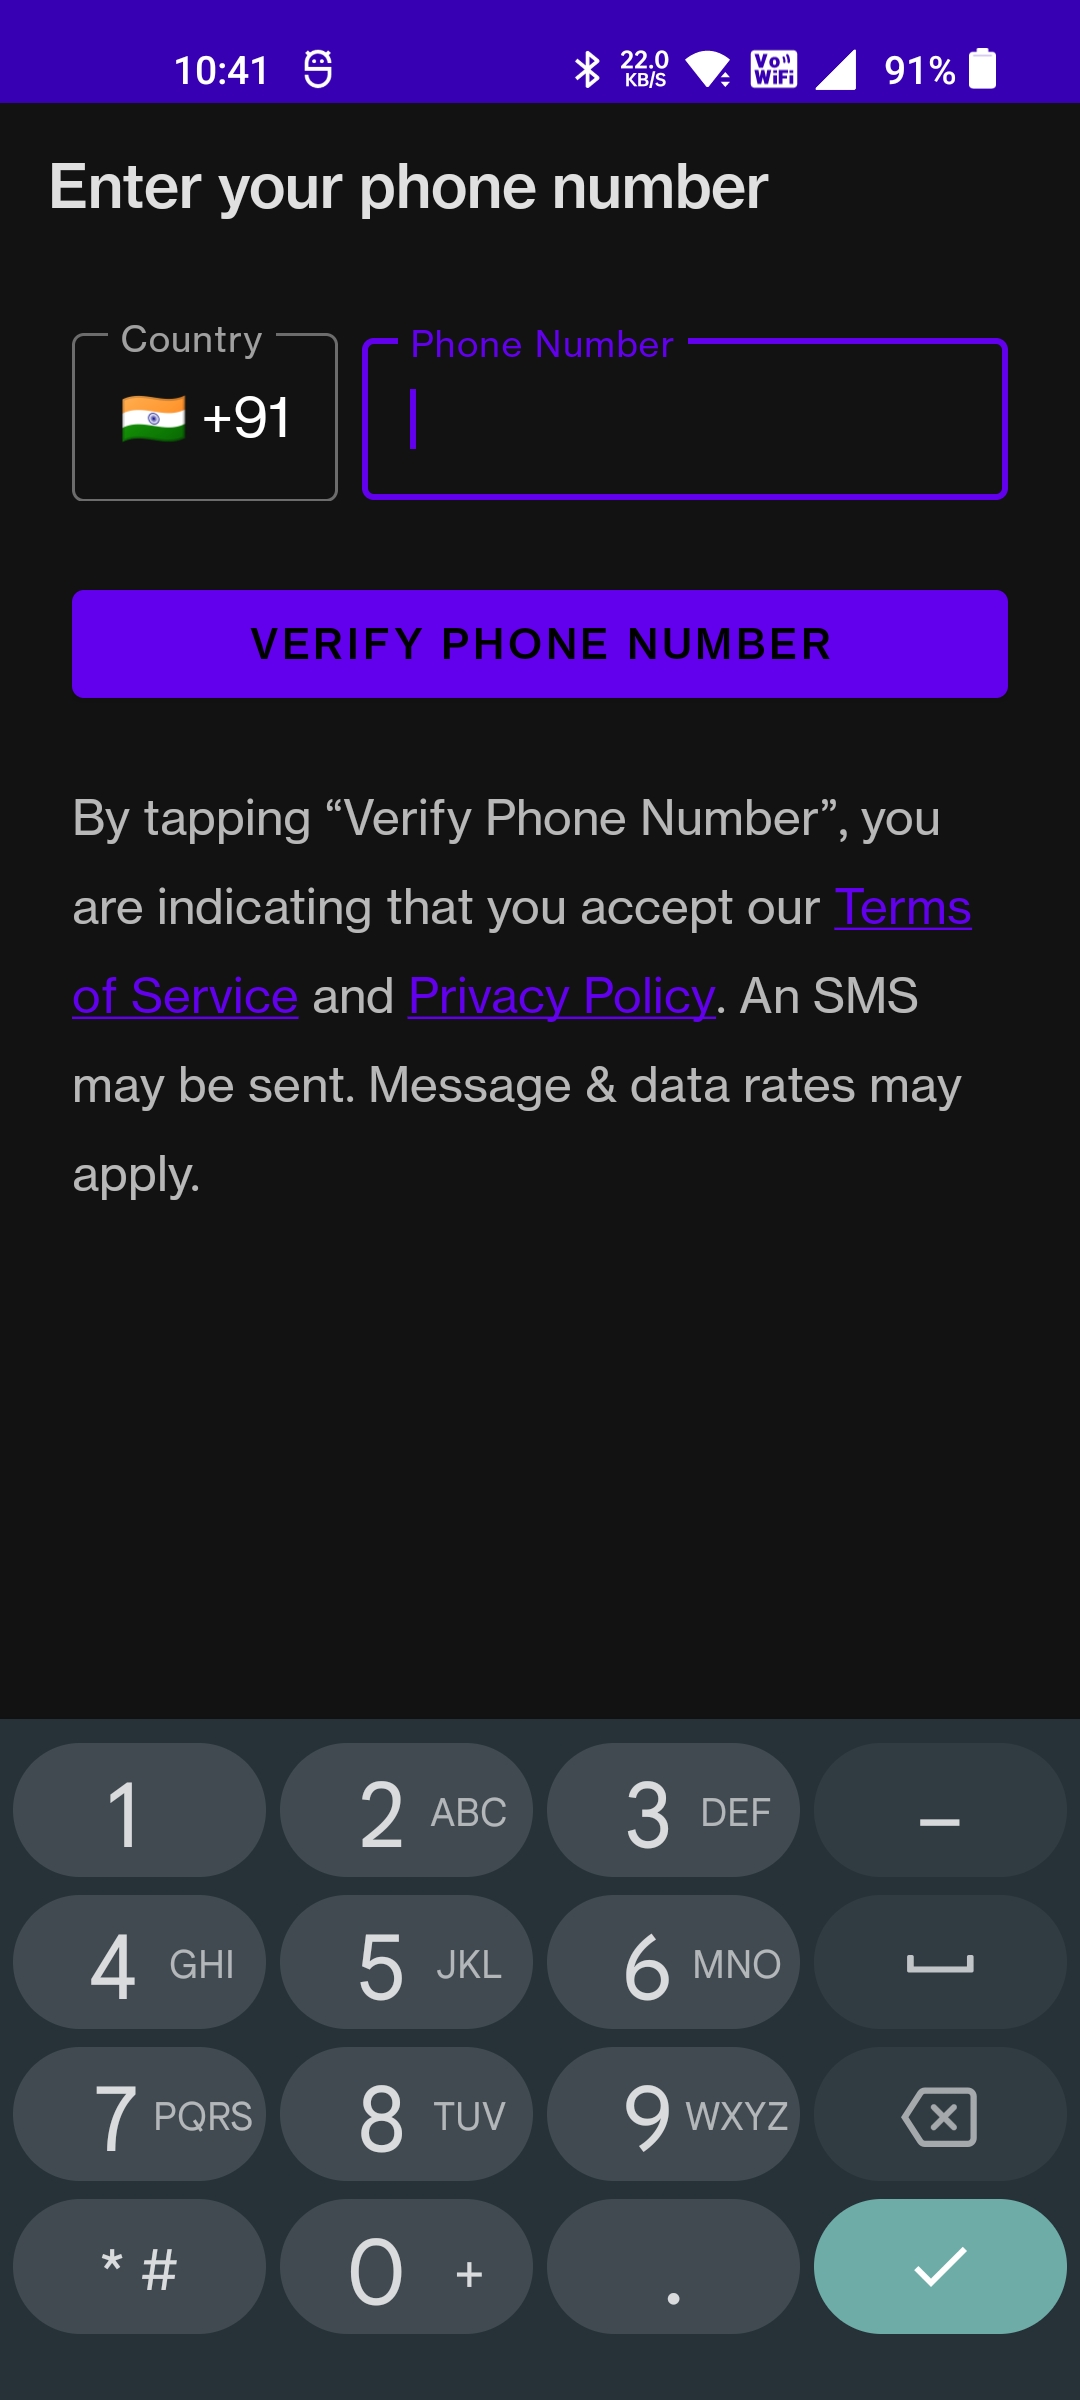 10:41 22.0 KB/S Vo WiFi 91%
Enter your phone number
Country
Phone Number
🇮🇳 +91
VERIFY PHONE NUMBER
By tapping “Verify Phone Number”, you
are indicating that you accept our Terms
of Service and Privacy Policy. An SMS
may be sent. Message & data rates may
apply.
1 2 ABC 3 DEF –
4 GHI 5 JKL 6 MNO
7 PQRS 8 TUV 9 WXYZ
* # 0 + .